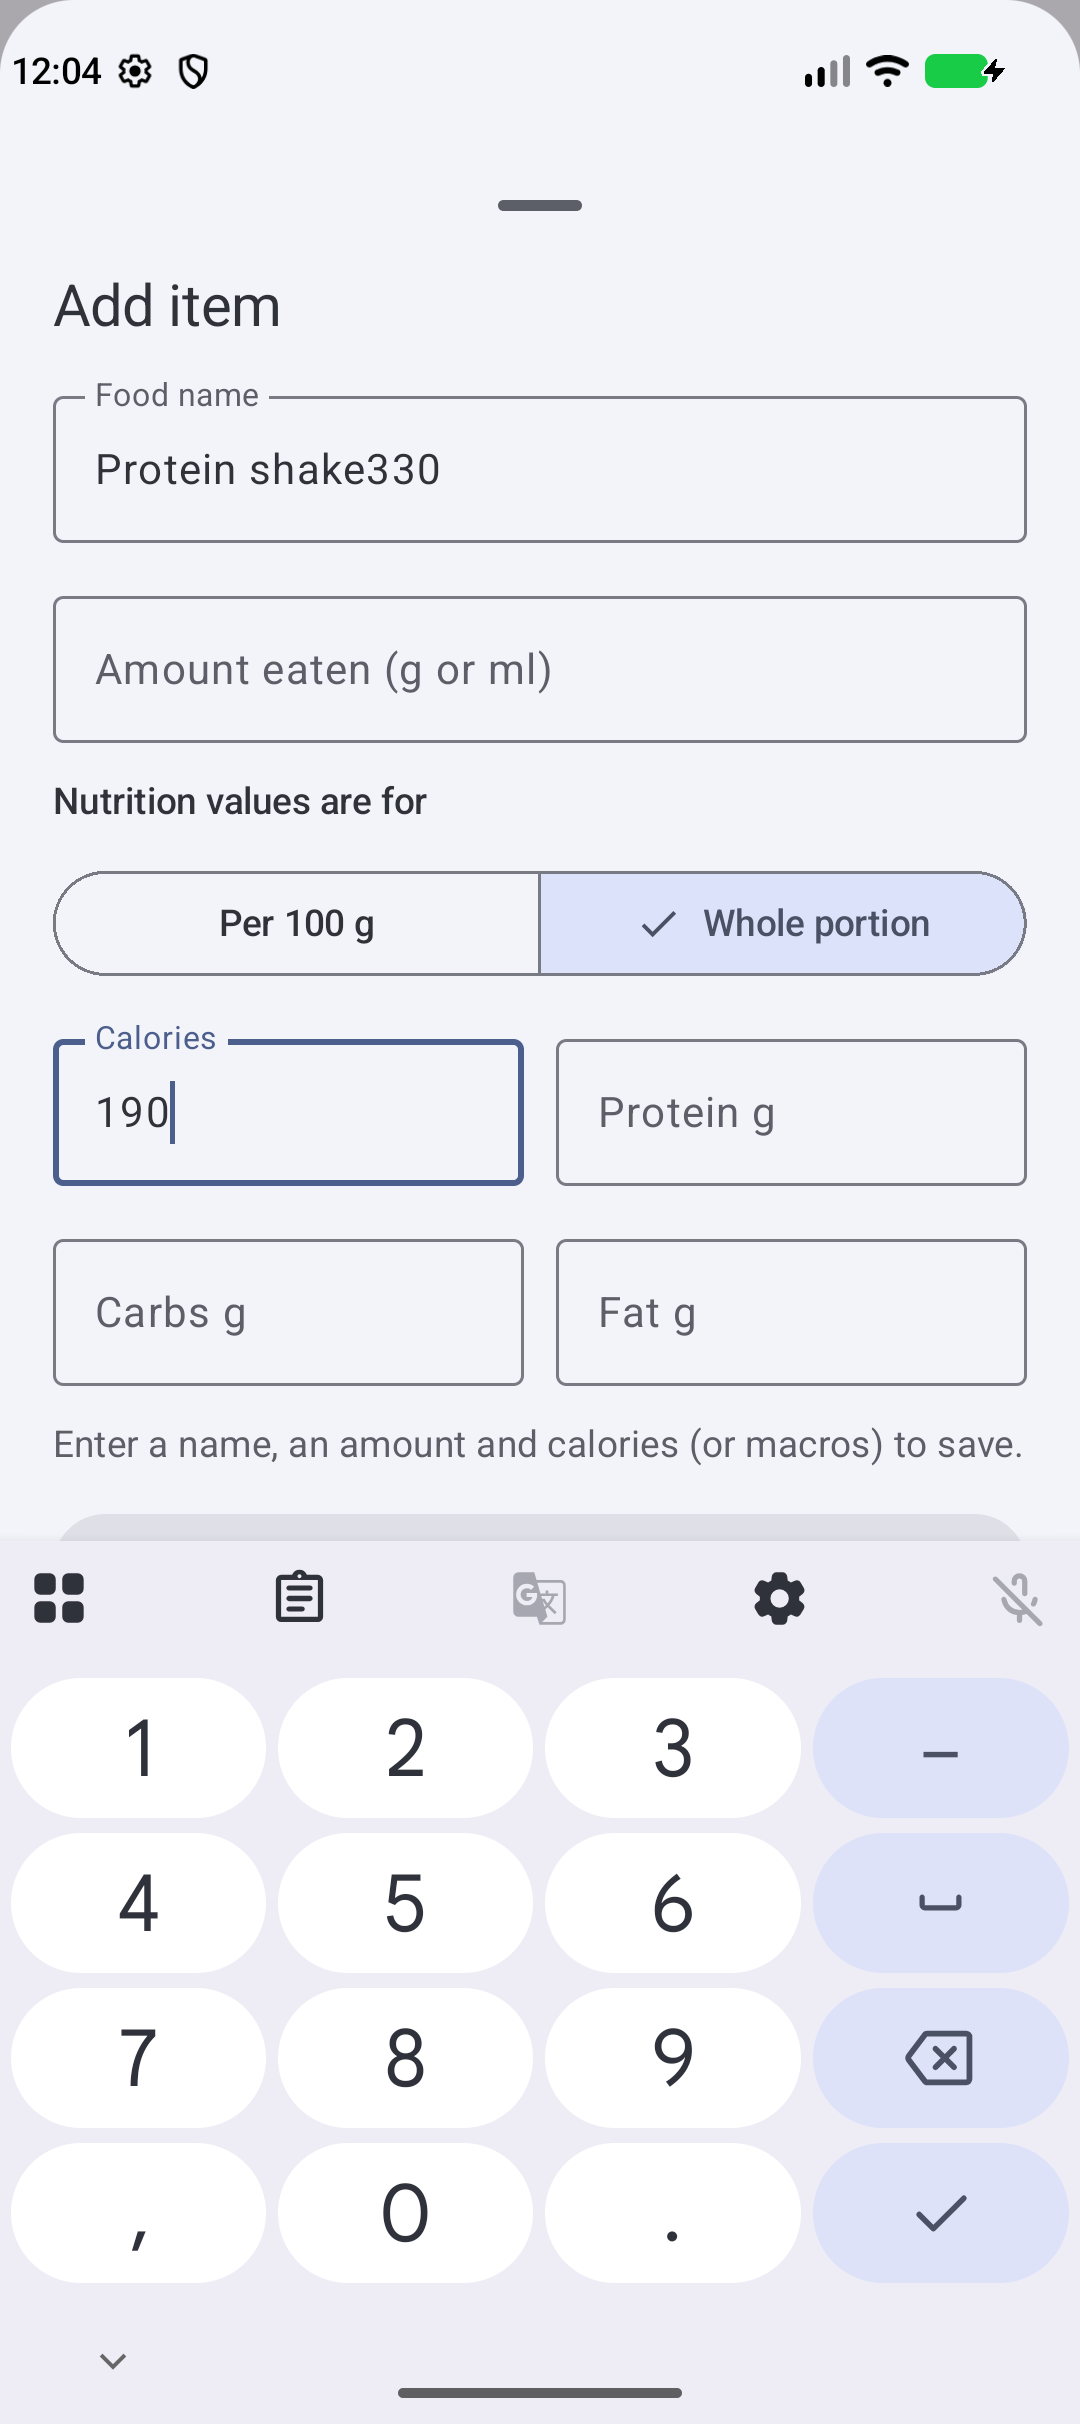 12:04
Add item
Food name
Protein shake330
Amount eaten (g or ml)
Nutrition values are for
Per 100 g
Whole portion
Calories
190
Protein g
Carbs g
Fat g
Enter a name, an amount and calories (or macros) to save.
G 文
1 2 3 –
4 5 6
7 8 9
, 0 .